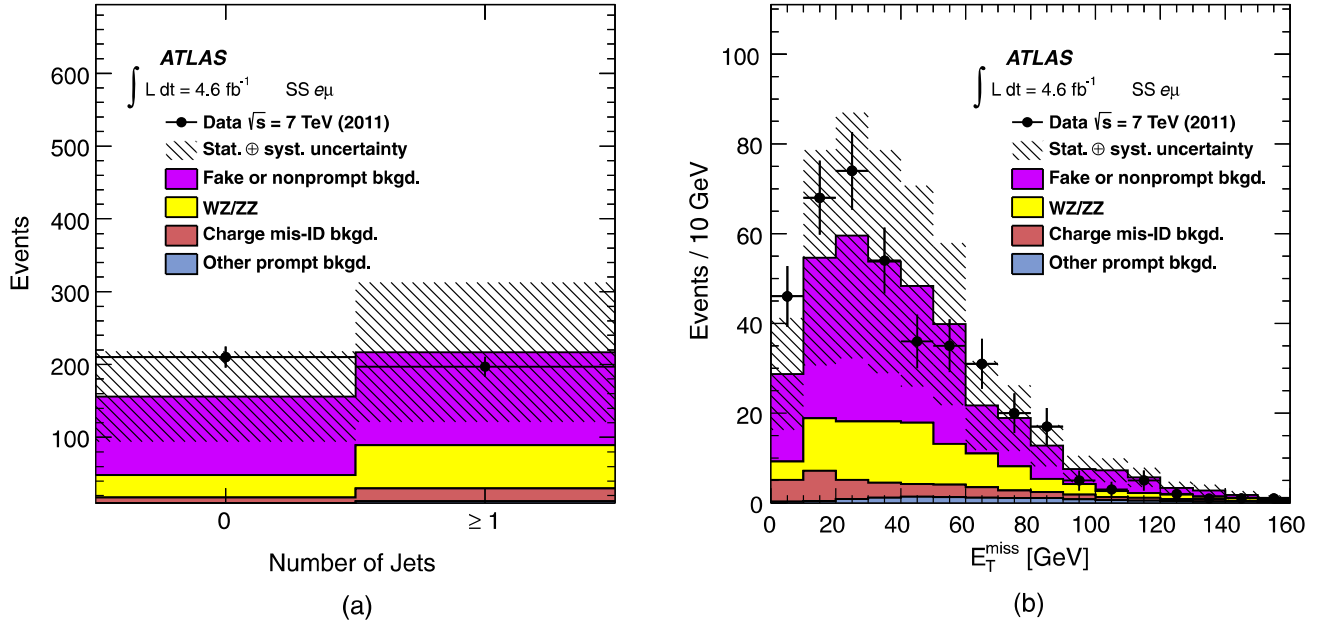 ATLAS
∫ L dt = 4.6 fb⁻¹ SS eμ
Data √s = 7 TeV (2011)
Stat. ⊕ syst. uncertainty
Fake or nonprompt bkgd.
WZ/ZZ
Charge mis-ID bkgd.
Other prompt bkgd.
Events
600
500
400
300
200
100
0 ≥ 1
Number of Jets
(a)
ATLAS
∫ L dt = 4.6 fb⁻¹ SS eμ
Data √s = 7 TeV (2011)
Stat. ⊕ syst. uncertainty
Fake or nonprompt bkgd.
WZ/ZZ
Charge mis-ID bkgd.
Other prompt bkgd.
Events / 10 GeV
100
80
60
40
20
0
0 20 40 60 80 100 120 140 160
E_T^miss [GeV]
(b)